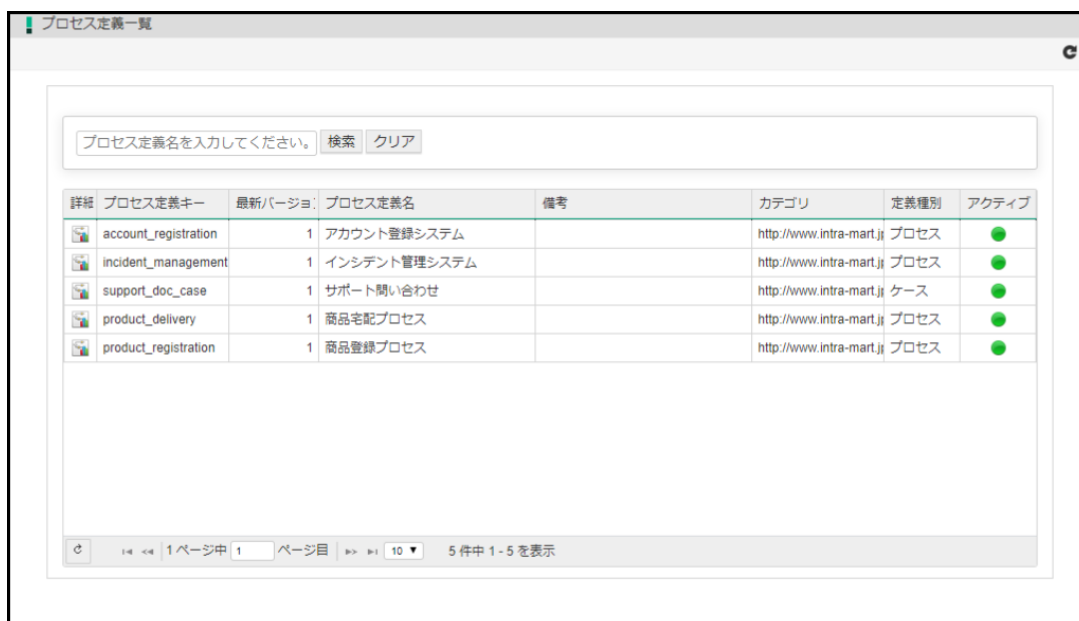 プロセス定義一覧
プロセス定義名を入力してください。 検索 クリア
詳細 プロセス定義キー 最新バージョ プロセス定義名 備考 カテゴリ 定義種別 アクティブ
account_registration 1 アカウント登録システム http://www.intra-mart.jp プロセス
incident_management 1 インシデント管理システム http://www.intra-mart.jp プロセス
support_doc_case 1 サポート問い合わせ http://www.intra-mart.jp ケース
product_delivery 1 商品宅配プロセス http://www.intra-mart.jp プロセス
product_registration 1 商品登録プロセス http://www.intra-mart.jp プロセス
1 ページ中 1 ページ目 10 5 件中 1 - 5 を表示